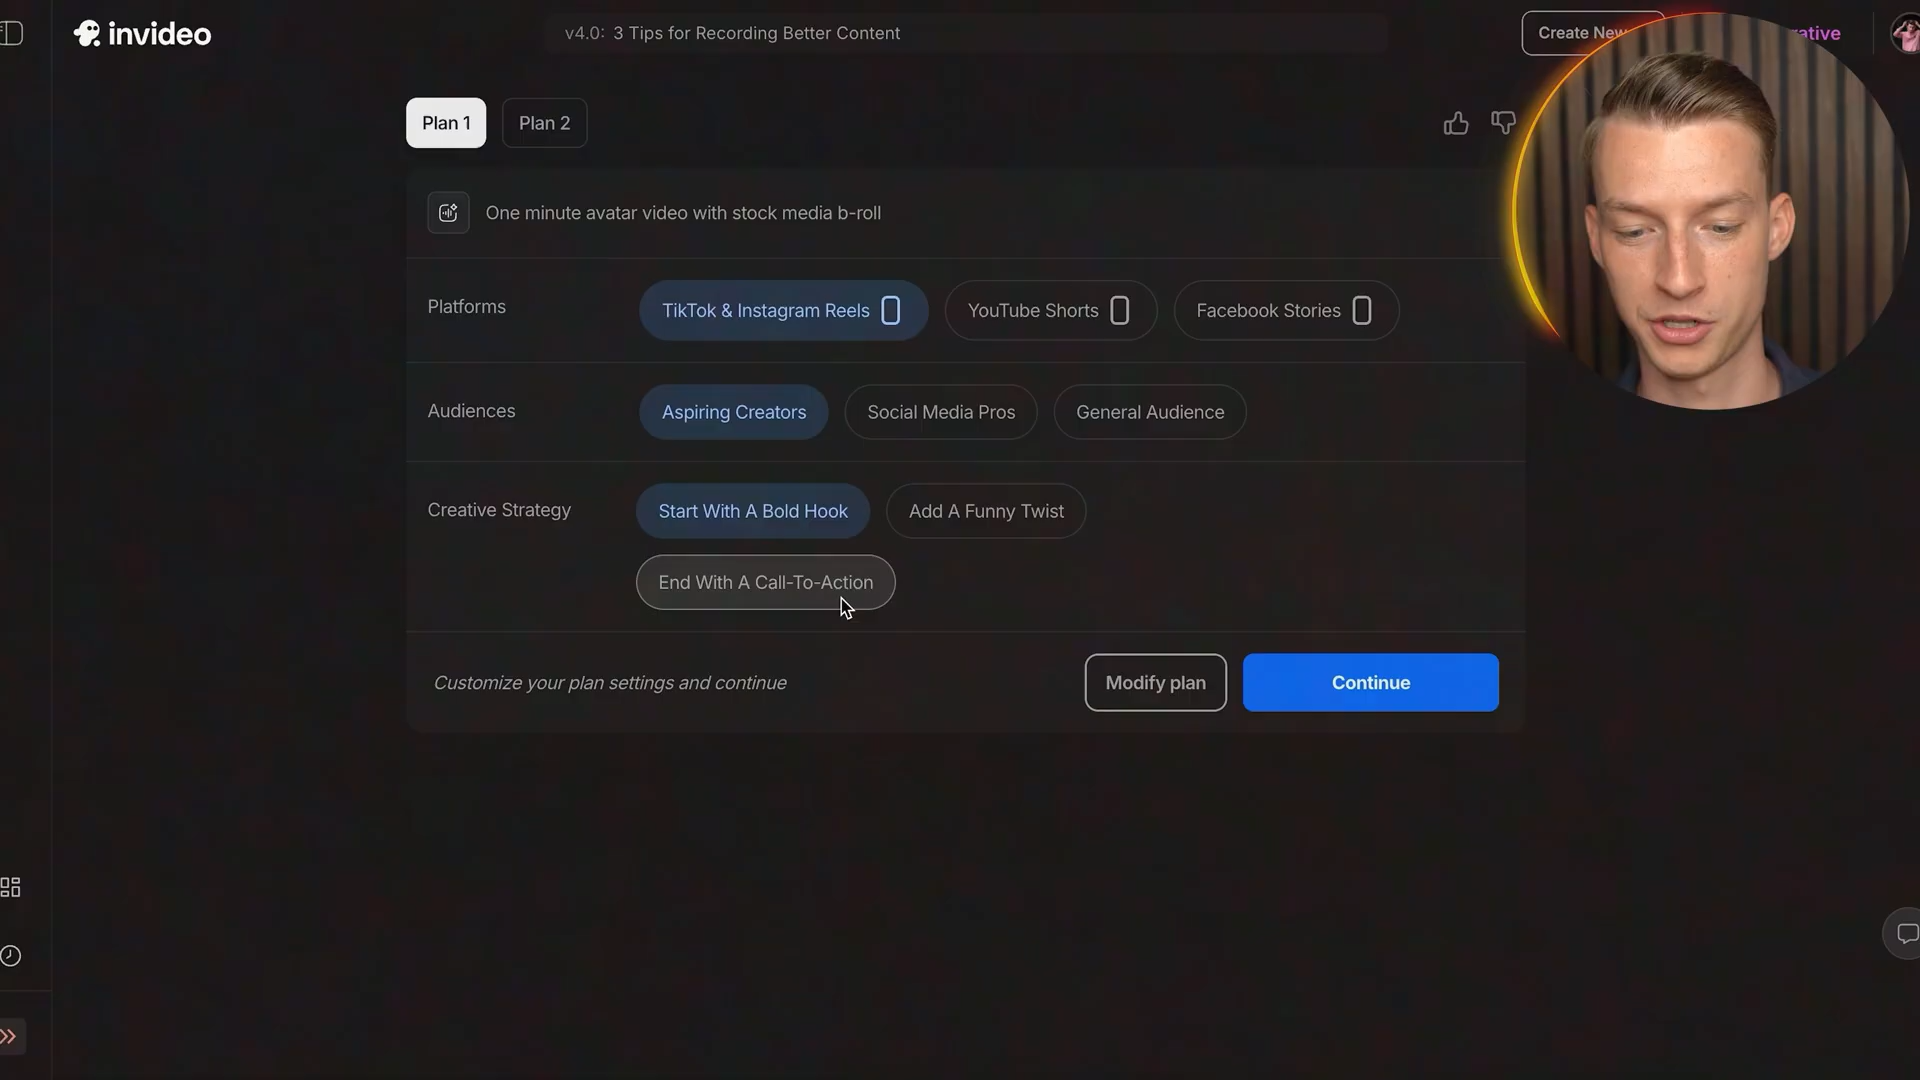 invideo
v4.0: 3 Tips for Recording Better Content
Create New
Plan 1
Plan 2
One minute avatar video with stock media b-roll
Platforms
TikTok & Instagram Reels
YouTube Shorts
Facebook Stories
Audiences
Aspiring Creators
Social Media Pros
General Audience
Creative Strategy
Start With A Bold Hook
Add A Funny Twist
End With A Call-To-Action
Customize your plan settings and continue
Modify plan
Continue